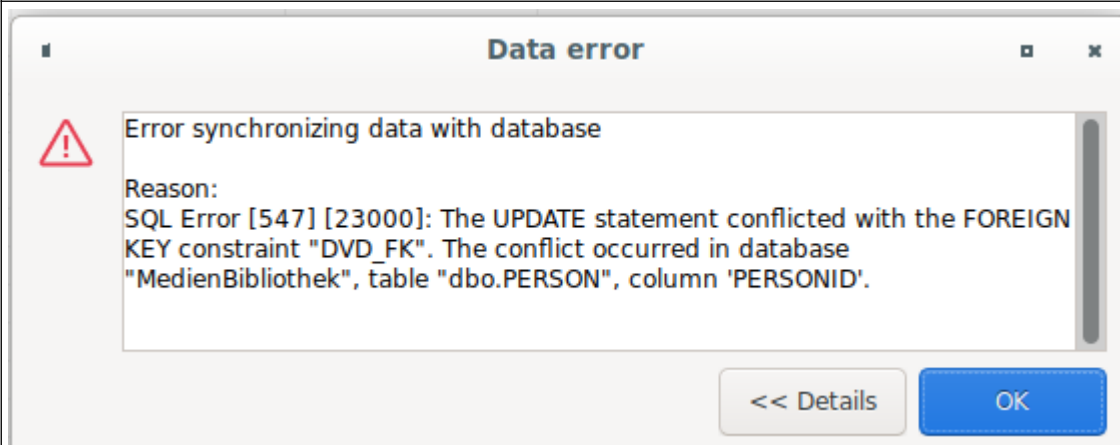 Data error
Error synchronizing data with database
Reason:
SQL Error [547] [23000]: The UPDATE statement conflicted with the FOREIGN
KEY constraint "DVD_FK". The conflict occurred in database
"MedienBibliothek", table "dbo.PERSON", column 'PERSONID'.
<< Details
OK